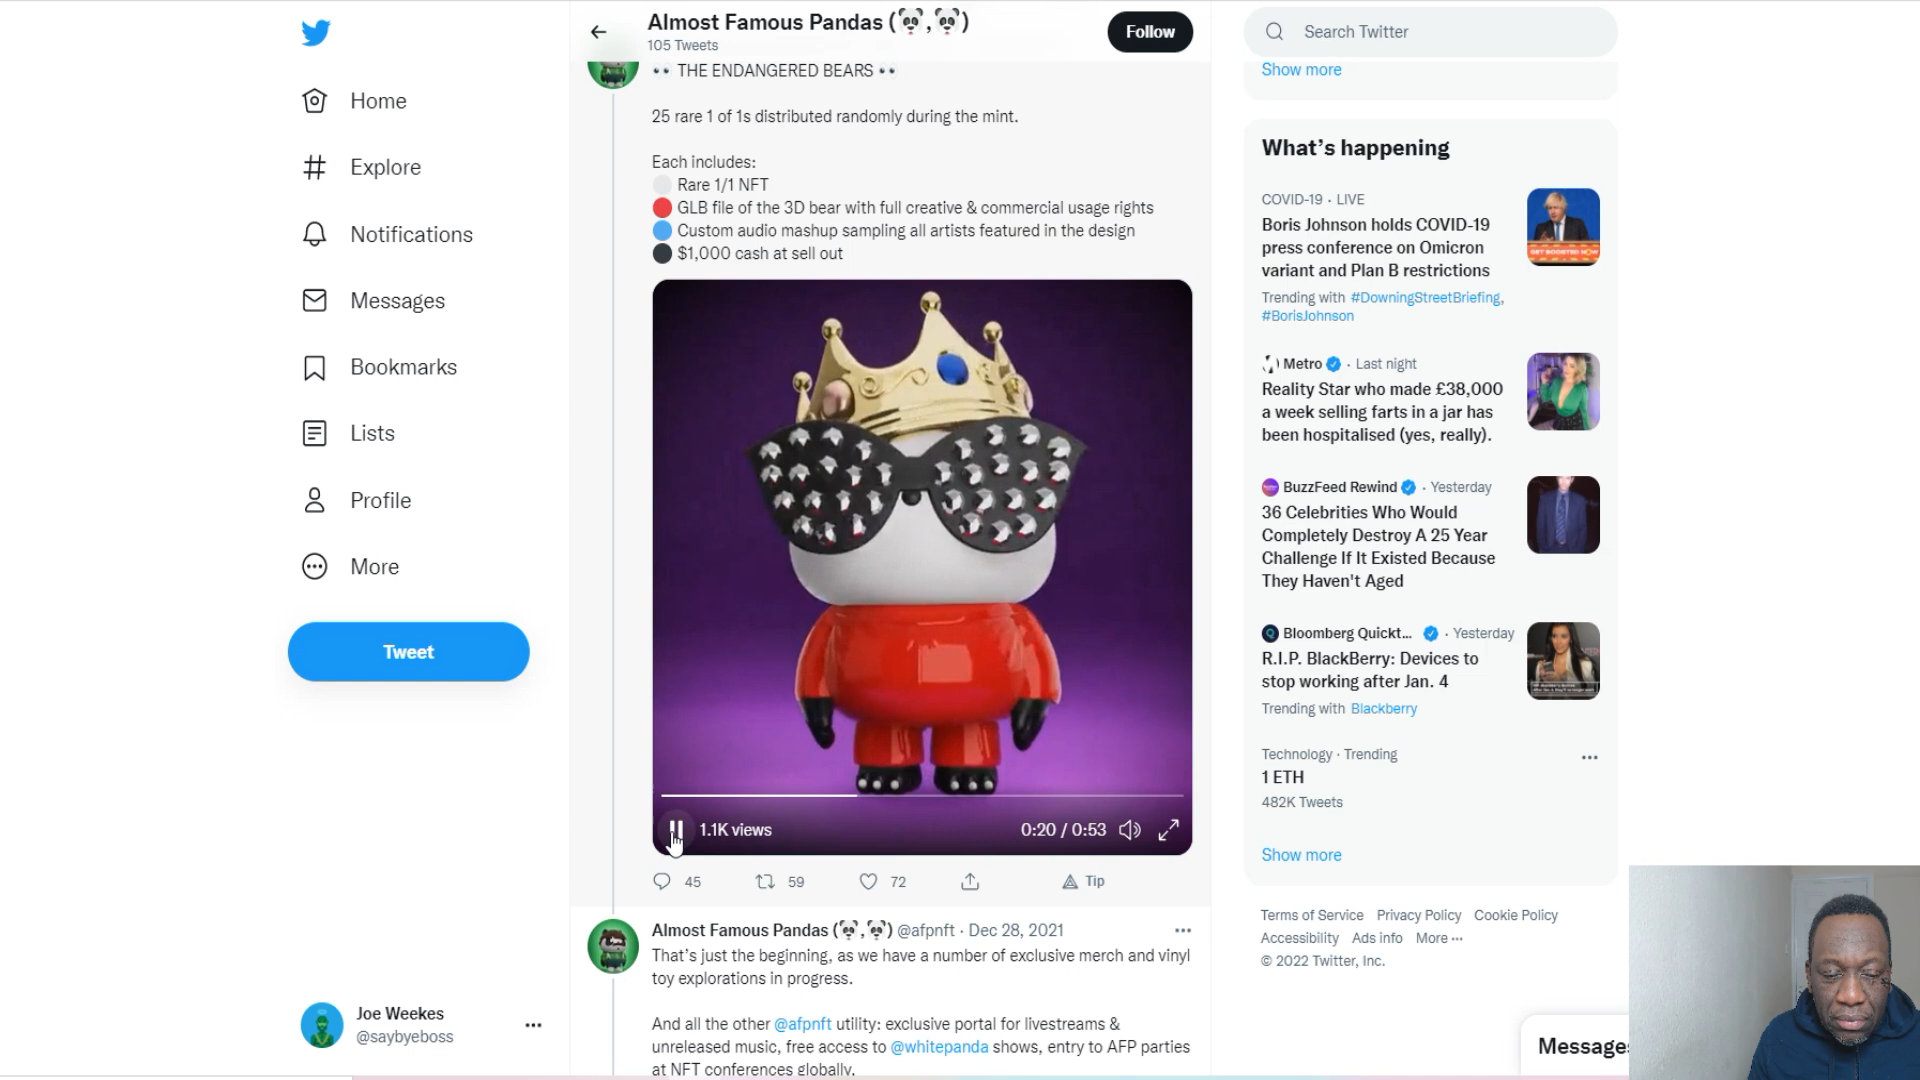 Home
Explore
Notifications
Messages
Bookmarks
Lists
Profile
More
Tweet
Joe Weekes
@saybyeboss
Almost Famous Pandas (🐼,🐼)
105 Tweets
Follow
👀 THE ENDANGERED BEARS 👀
25 rare 1 of 1s distributed randomly during the mint.
Each includes:
⚪ Rare 1/1 NFT
🔴 GLB file of the 3D bear with full creative & commercial usage rights
🔵 Custom audio mashup sampling all artists featured in the design
⚫ $1,000 cash at sell out
1.1K views
0:20 / 0:53
45
59
72
Tip
Almost Famous Pandas (🐼,🐼) @afpnft · Dec 28, 2021
That's just the beginning, as we have a number of exclusive merch and vinyl
toy explorations in progress.
And all the other @afpnft utility: exclusive portal for livestreams &
unreleased music, free access to @whitepanda shows, entry to AFP parties
at NFT conferences globally.
Search Twitter
Show more
What's happening
COVID-19 · LIVE
Boris Johnson holds COVID-19
press conference on Omicron
variant and Plan B restrictions
Trending with #DowningStreetBriefing,
#BorisJohnson
GET BOOSTED NOW
Metro · Last night
Reality Star who made £38,000
a week selling farts in a jar has
been hospitalised (yes, really).
BuzzFeed Rewind · Yesterday
36 Celebrities Who Would
Completely Destroy A 25 Year
Challenge If It Existed Because
They Haven't Aged
Bloomberg Quickt... · Yesterday
R.I.P. BlackBerry: Devices to
stop working after Jan. 4
Trending with Blackberry
Technology · Trending
1 ETH
482K Tweets
Show more
Terms of Service Privacy Policy Cookie Policy
Accessibility Ads info More ···
© 2022 Twitter, Inc.
Messages